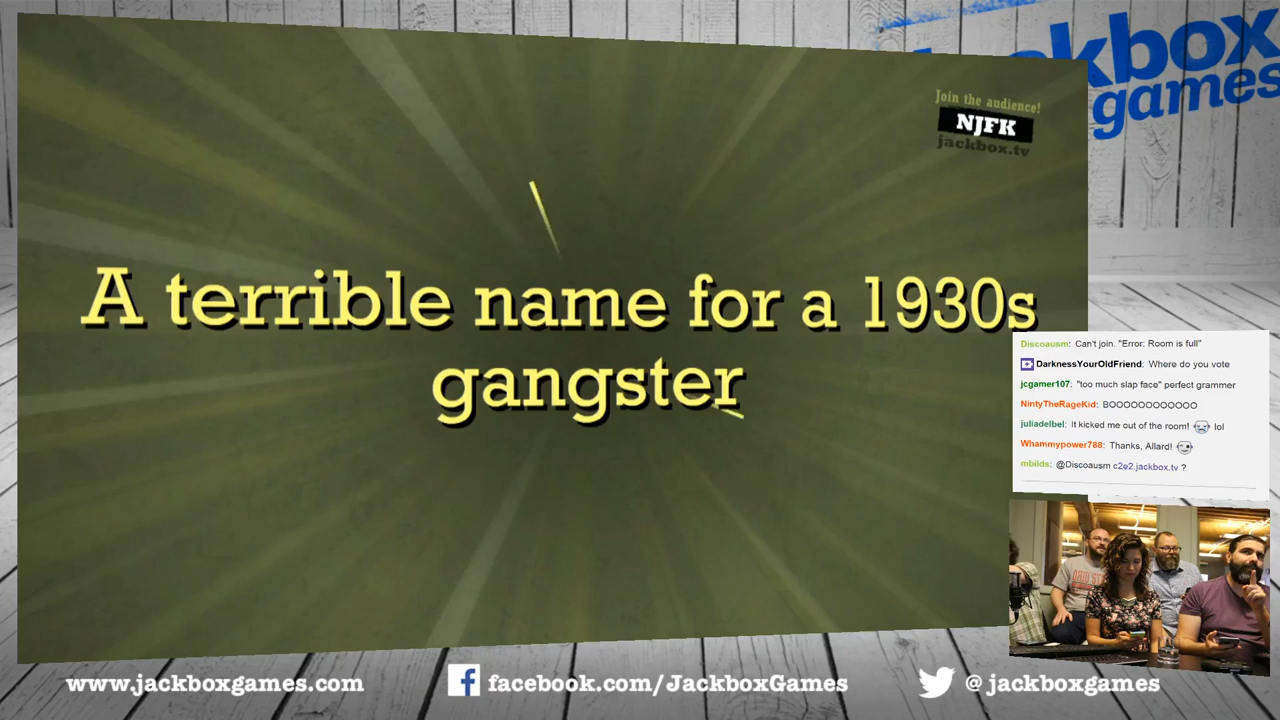 Jackbox
games
Join the audience!
NJFK
jackbox.tv
A terrible name for a 1930s
gangster
Discoausm: Can't join. "Error: Room is full"
DarknessYourOldFriend: Where do you vote
jcgamer107: "too much slap face" perfect grammer
NintyTheRageKid: BOOOOOOOOOOOO
juliadelbel: It kicked me out of the room! lol
Whammypower788: Thanks, Allard!
mbilds: @Discoausm c2e2.jackbox.tv ?
www.jackboxgames.com
facebook.com/JackboxGames
@jackboxgames